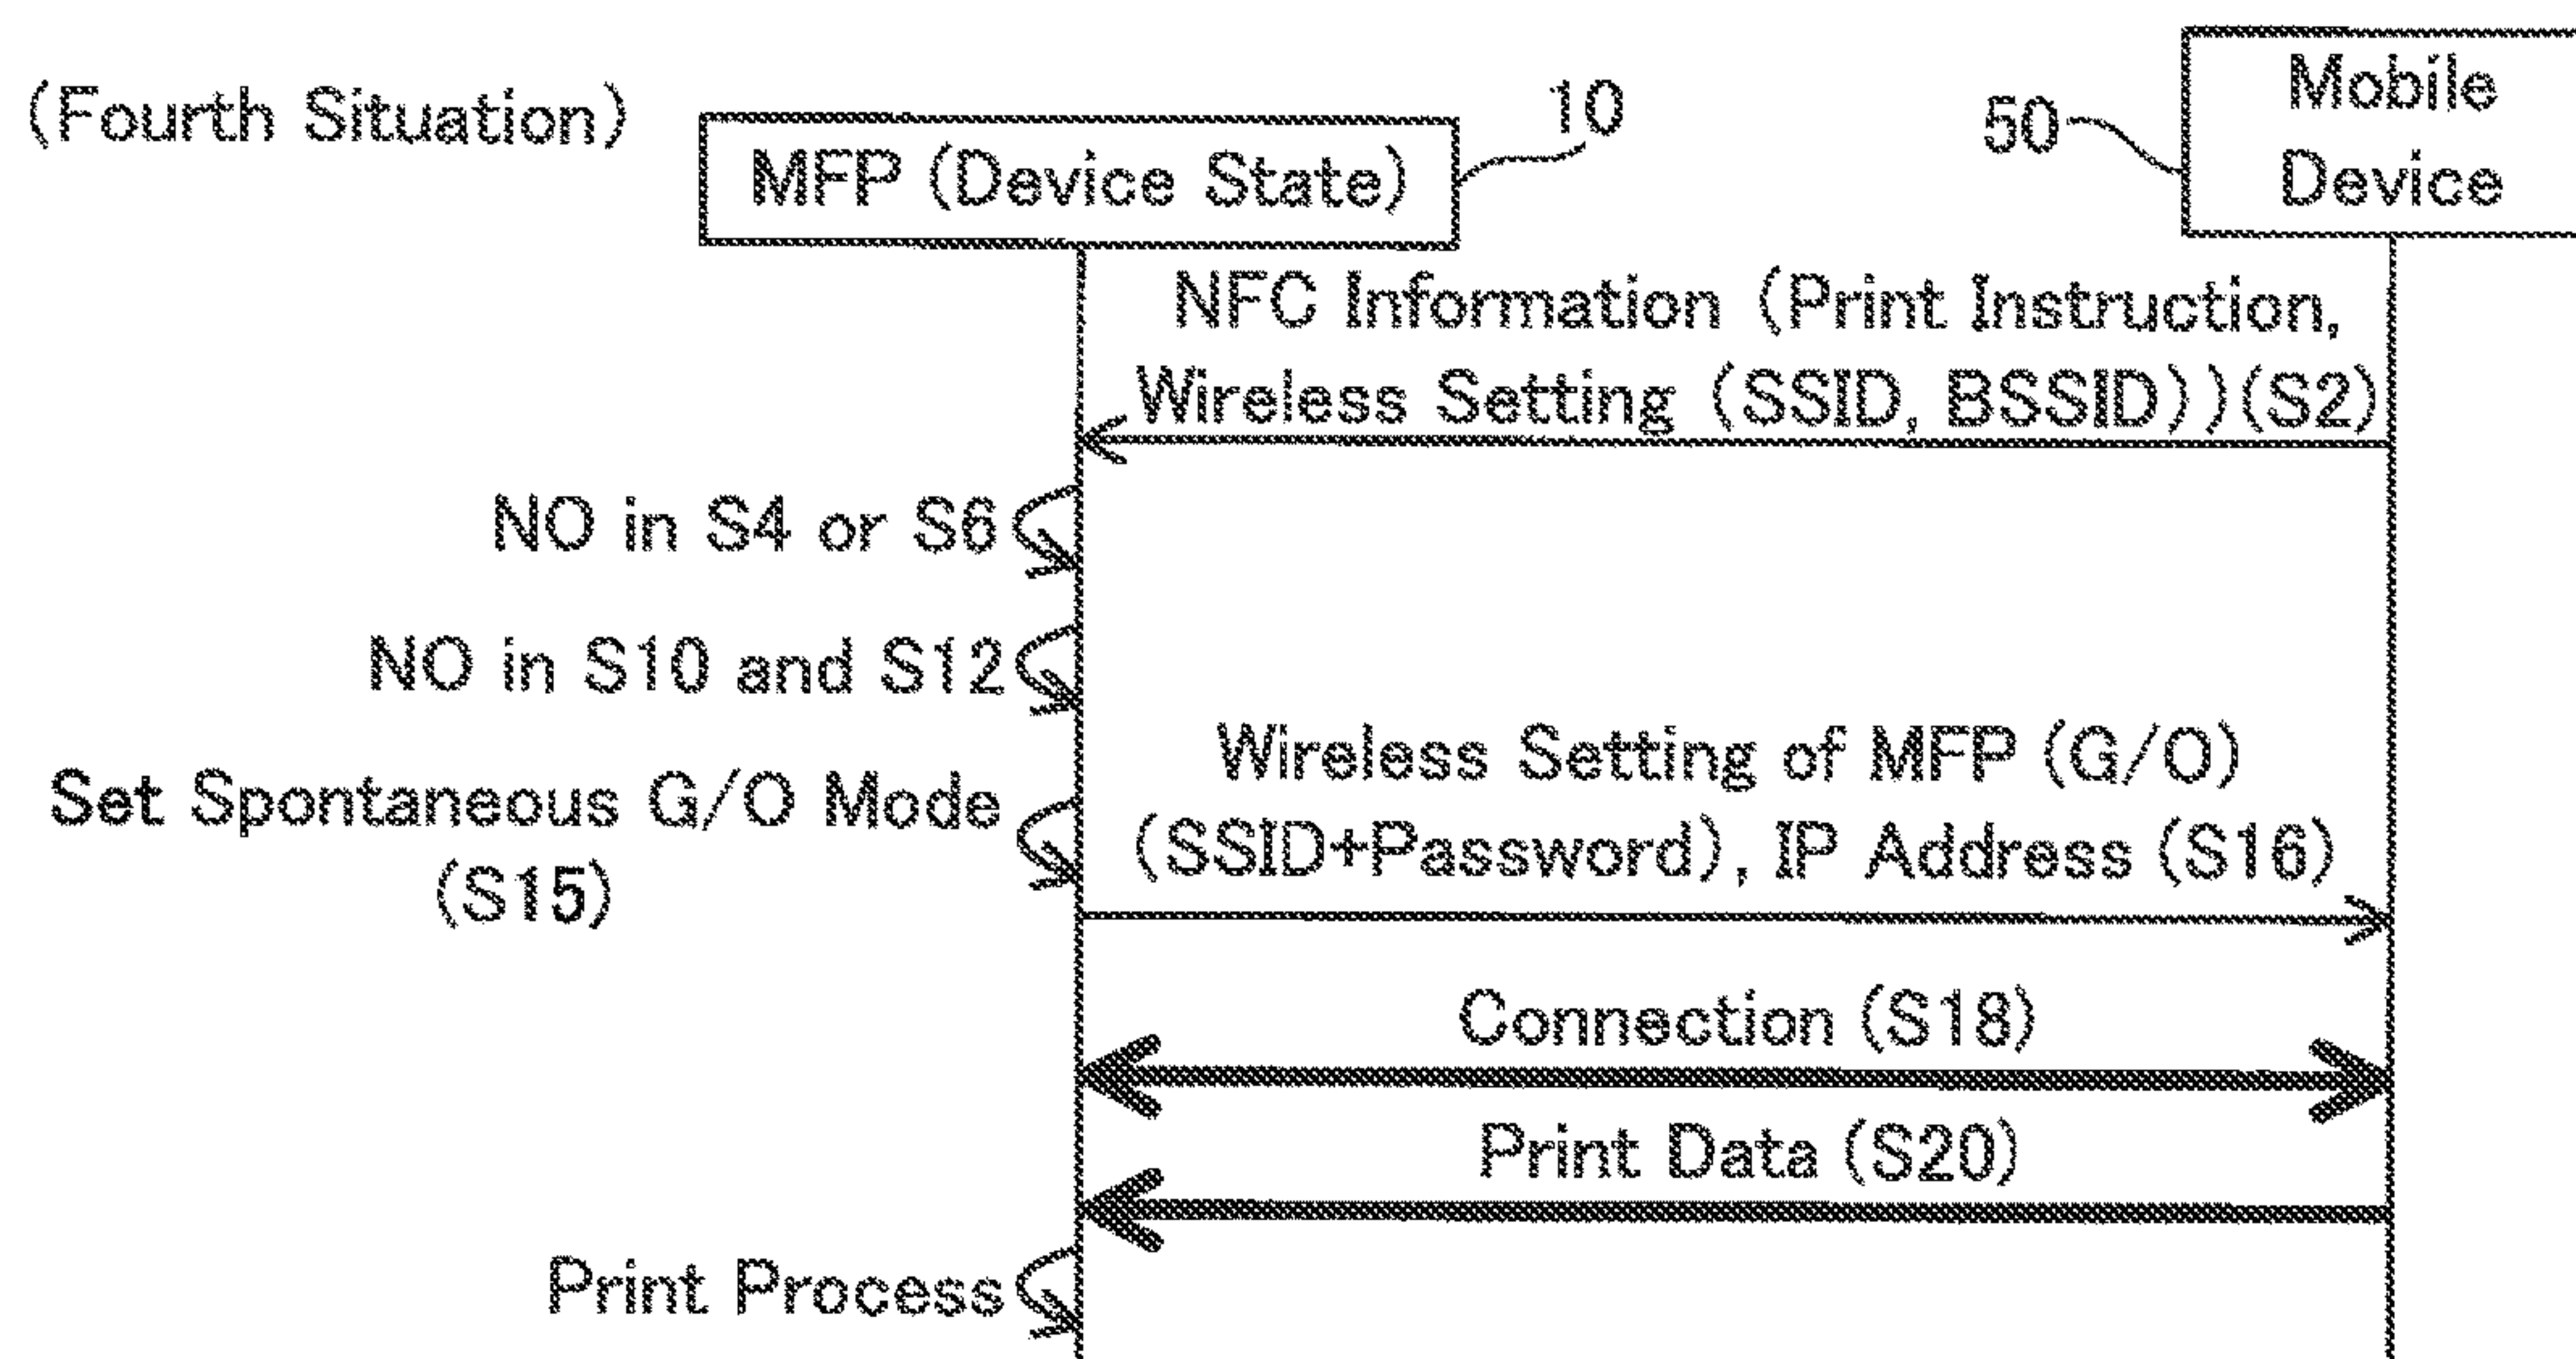 (Fourth Situation)
MFP (Device State)
10
50
Mobile
Device
NFC Information (Print Instruction,
Wireless Setting (SSID, BSSID))(S2)
NO in S4 or S6
NO in S10 and S12
Set Spontaneous G/O Mode
(S15)
Wireless Setting of MFP (G/O)
(SSID+Password), IP Address (S16)
Connection (S18)
Print Data (S20)
Print Process